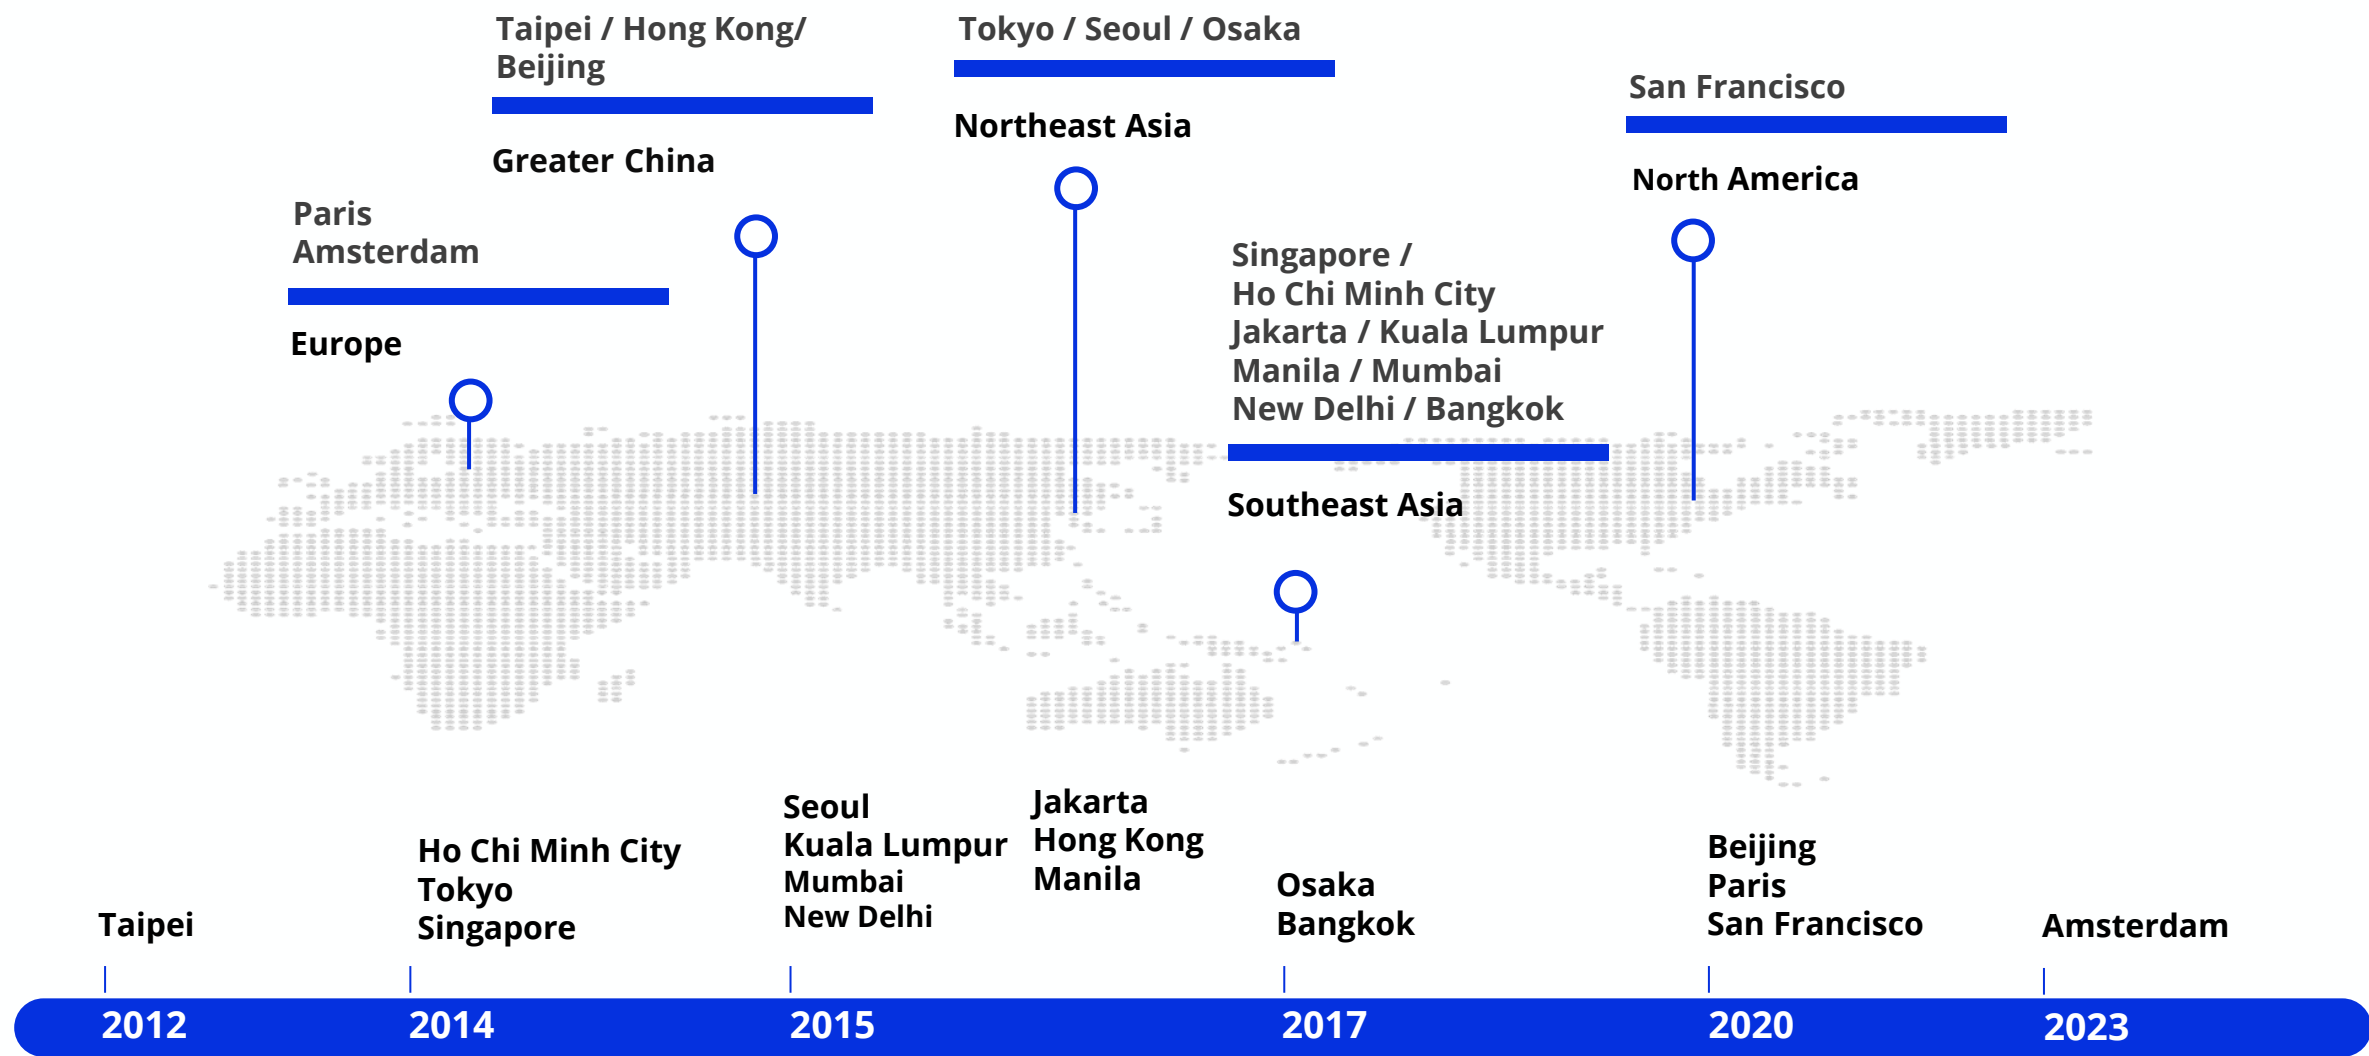 Taipei / Hong Kong/
Beijing
Greater China
Tokyo / Seoul / Osaka
Northeast Asia
San Francisco
North America
Paris
Amsterdam
Europe
Singapore /
Ho Chi Minh City
Jakarta / Kuala Lumpur
Manila / Mumbai
New Delhi / Bangkok
Southeast Asia
Taipei
Ho Chi Minh City
Tokyo
Singapore
Seoul
Kuala Lumpur
Mumbai
New Delhi
Jakarta
Hong Kong
Manila
Osaka
Bangkok
Beijing
Paris
San Francisco
Amsterdam
2012
2014
2015
2017
2020
2023